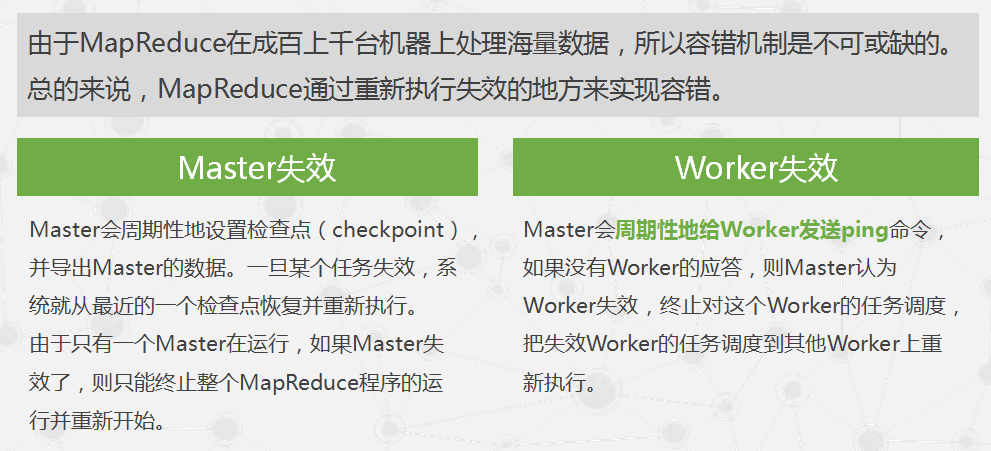 由于MapReduce在成百上千台机器上处理海量数据，所以容错机制是不可或缺的。
总的来说，MapReduce通过重新执行失效的地方来实现容错。
Master失效
Master会周期性地设置检查点（checkpoint），
并导出Master的数据。一旦某个任务失效，系
统就从最近的一个检查点恢复并重新执行。
由于只有一个Master在运行，如果Master失
效了，则只能终止整个MapReduce程序的运
行并重新开始。
Worker失效
Master会周期性地给Worker发送ping命令，
如果没有Worker的应答，则Master认为
Worker失效，终止对这个Worker的任务调度，
把失效Worker的任务调度到其他Worker上重
新执行。